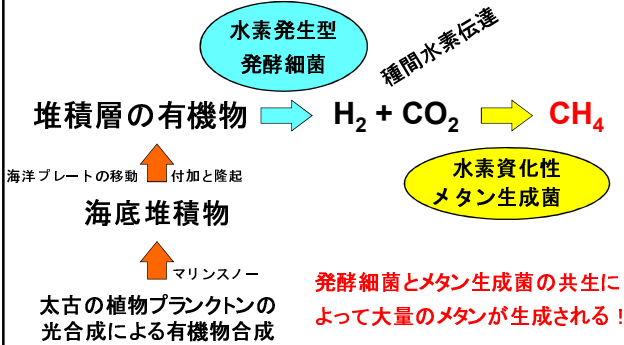 水素発生型
発酵細菌
種間水素伝達
堆積層の有機物
H2 + CO2
CH4
水素資化性
メタン生成菌
海洋プレートの移動
付加と隆起
海底堆積物
マリンスノー
太古の植物プランクトンの
光合成による有機物合成
発酵細菌とメタン生成菌の共生に
よって大量のメタンが生成される！